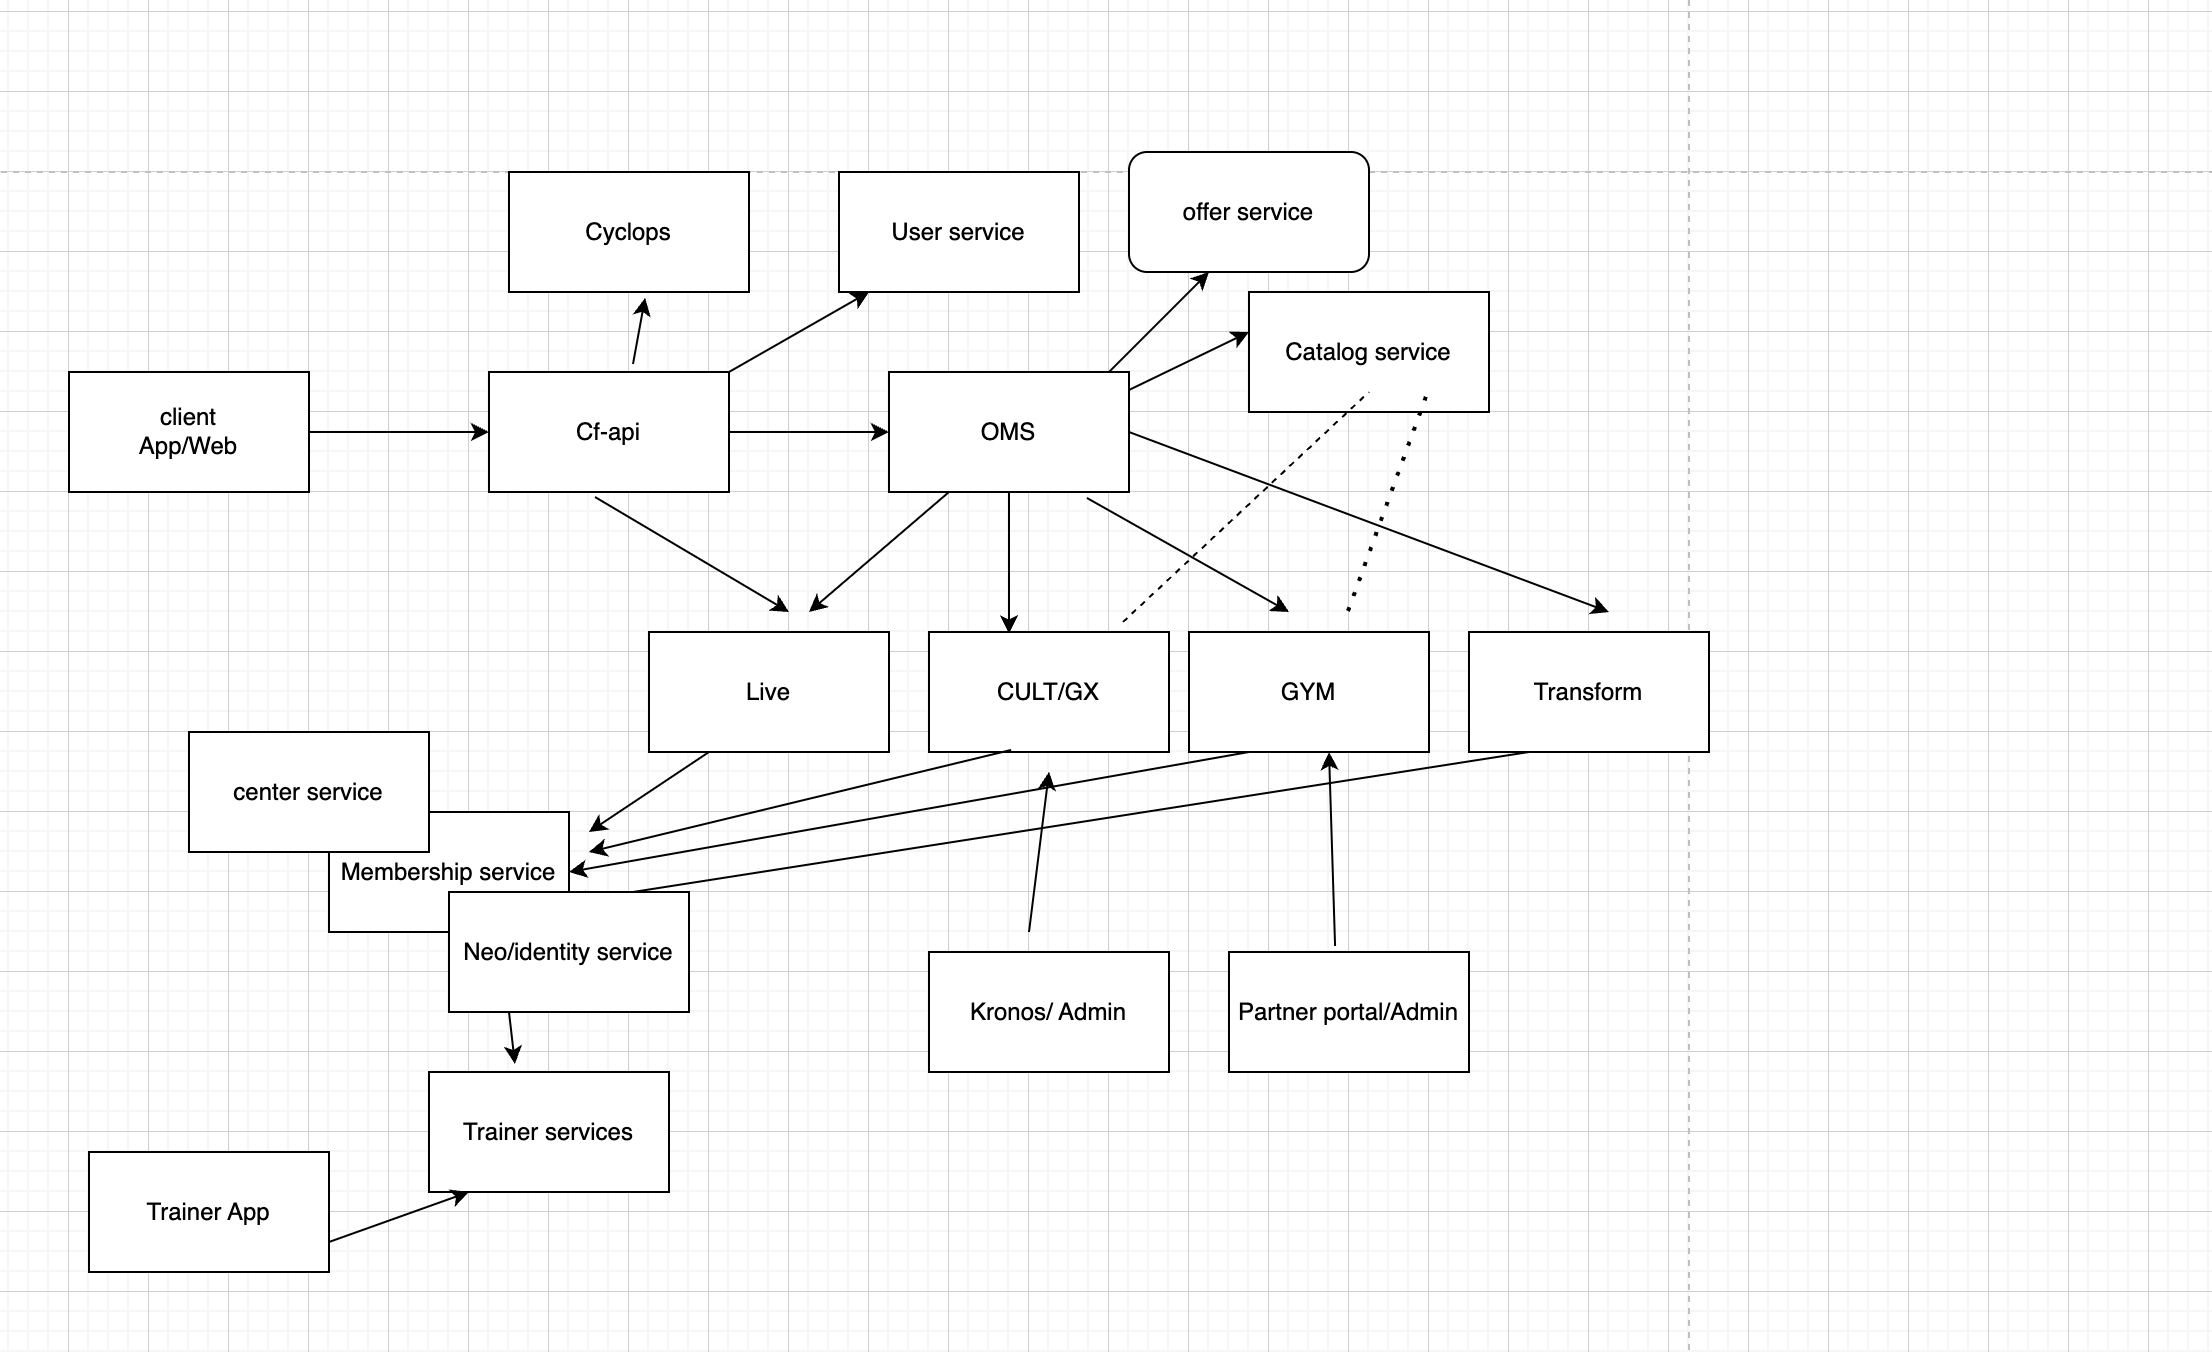 offer service
Cyclops
User service
Catalog service
client
App/Web
Cf-api
OMS
Live
CULT/GX
GYM
Transform
center service
Membership service
Neo/identity service
Kronos/ Admin
Partner portal/Admin
Trainer services
Trainer App